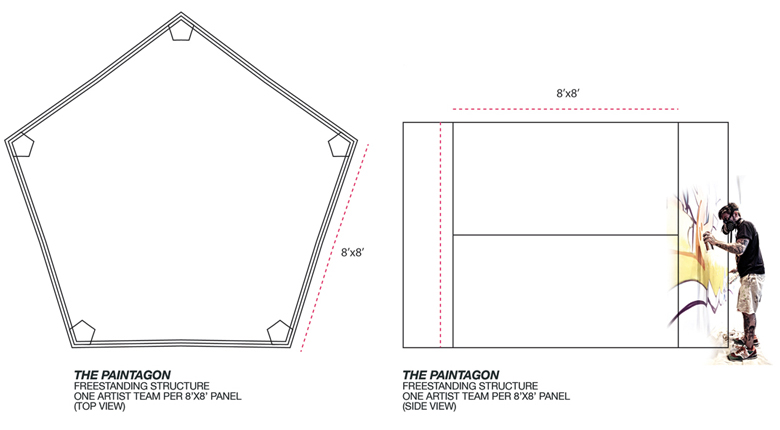 8'x8'
THE PAINTAGON
FREESTANDING STRUCTURE
ONE ARTIST TEAM PER 8'X8' PANEL
(TOP VIEW)
8'x8'
THE PAINTAGON
FREESTANDING STRUCTURE
ONE ARTIST TEAM PER 8'X8' PANEL
(SIDE VIEW)